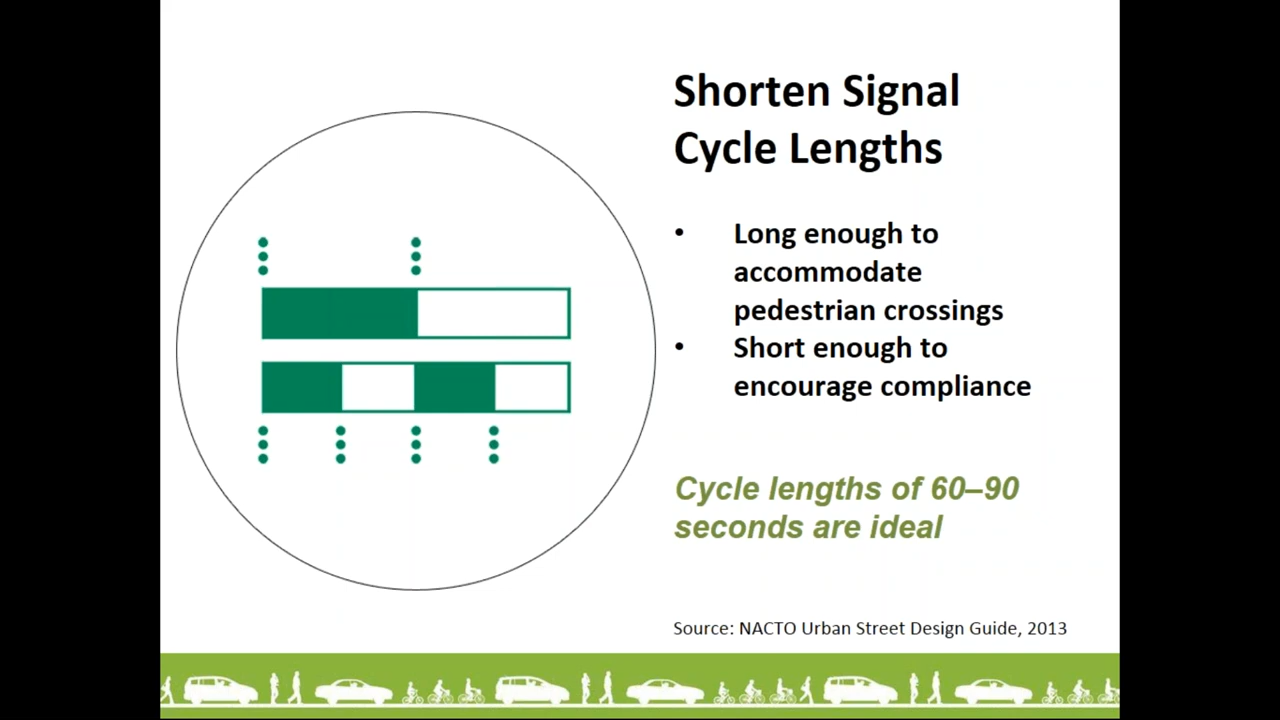 Shorten Signal
Cycle Lengths
• Long enough to
accommodate
pedestrian crossings
• Short enough to
encourage compliance
Cycle lengths of 60–90
seconds are ideal
Source: NACTO Urban Street Design Guide, 2013